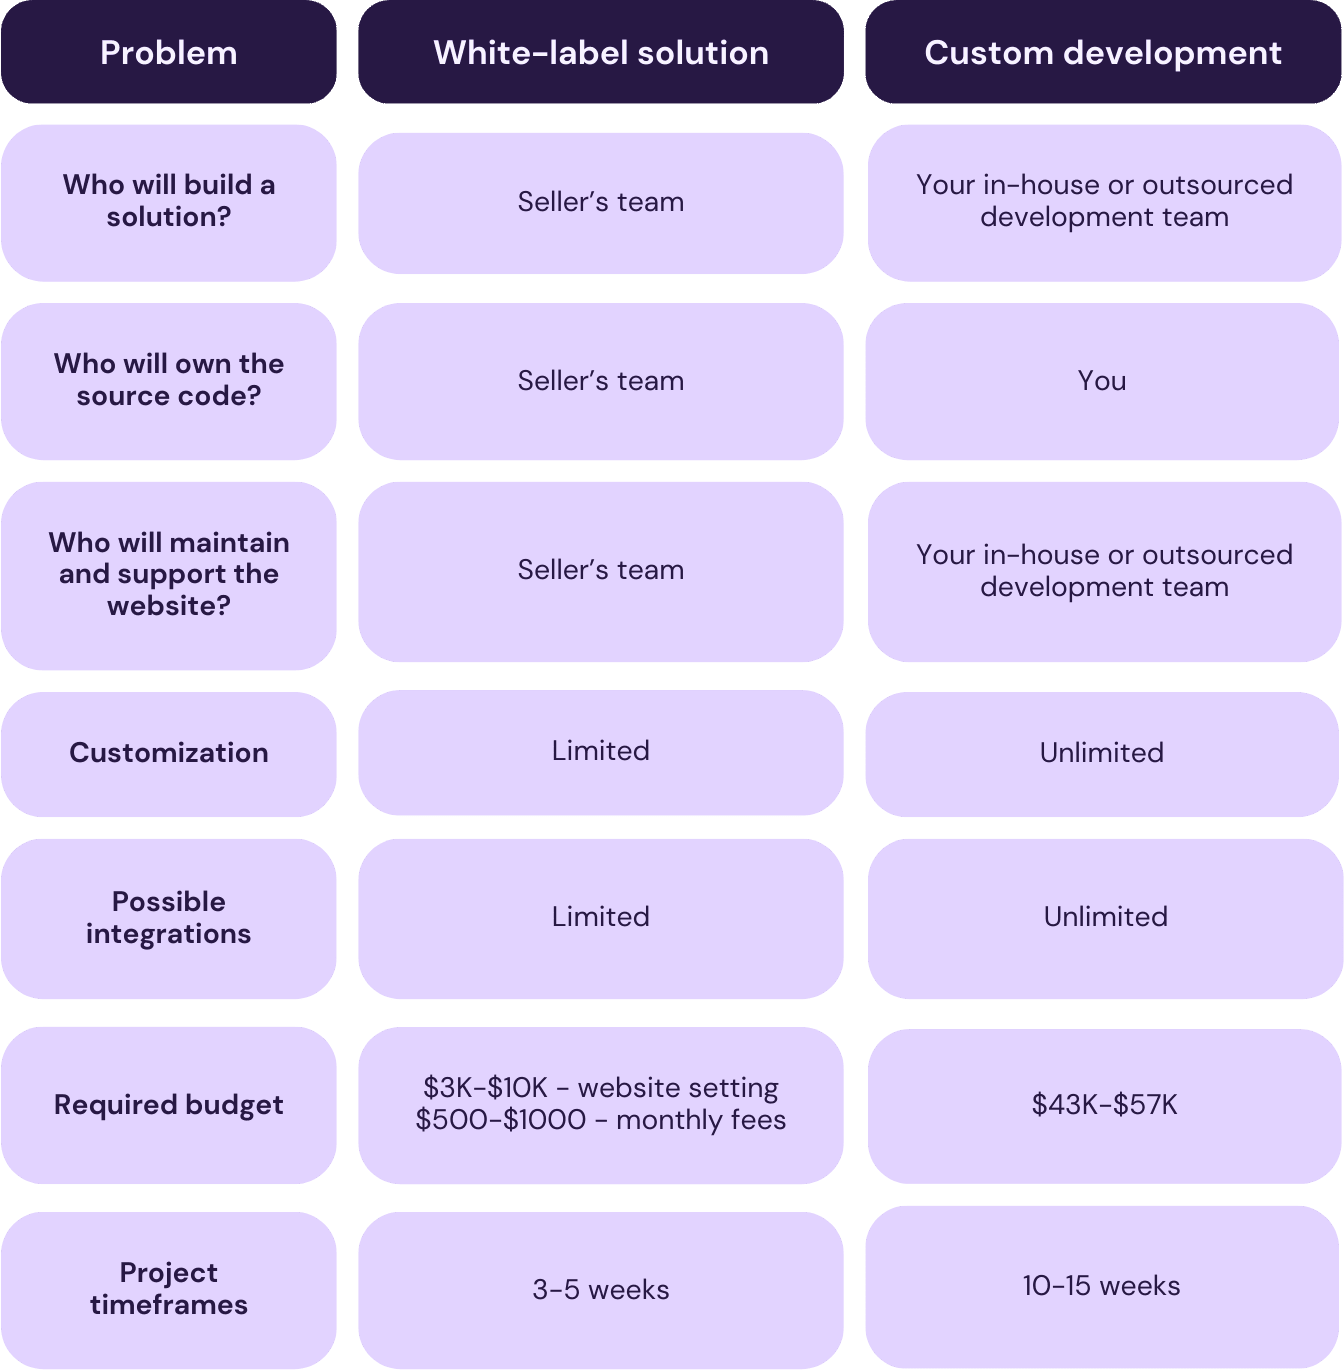 Problem
White-label solution
Custom development
Who will build a
solution?
Seller’s team
Your in-house or outsourced
development team
Who will own the
source code?
Seller’s team
You
Who will maintain
and support the
website?
Seller’s team
Your in-house or outsourced
development team
Customization
Limited
Unlimited
Possible
integrations
Limited
Unlimited
Required budget
$3K-$10K - website setting
$500-$1000 - monthly fees
$43K-$57K
Project
timeframes
3-5 weeks
10-15 weeks